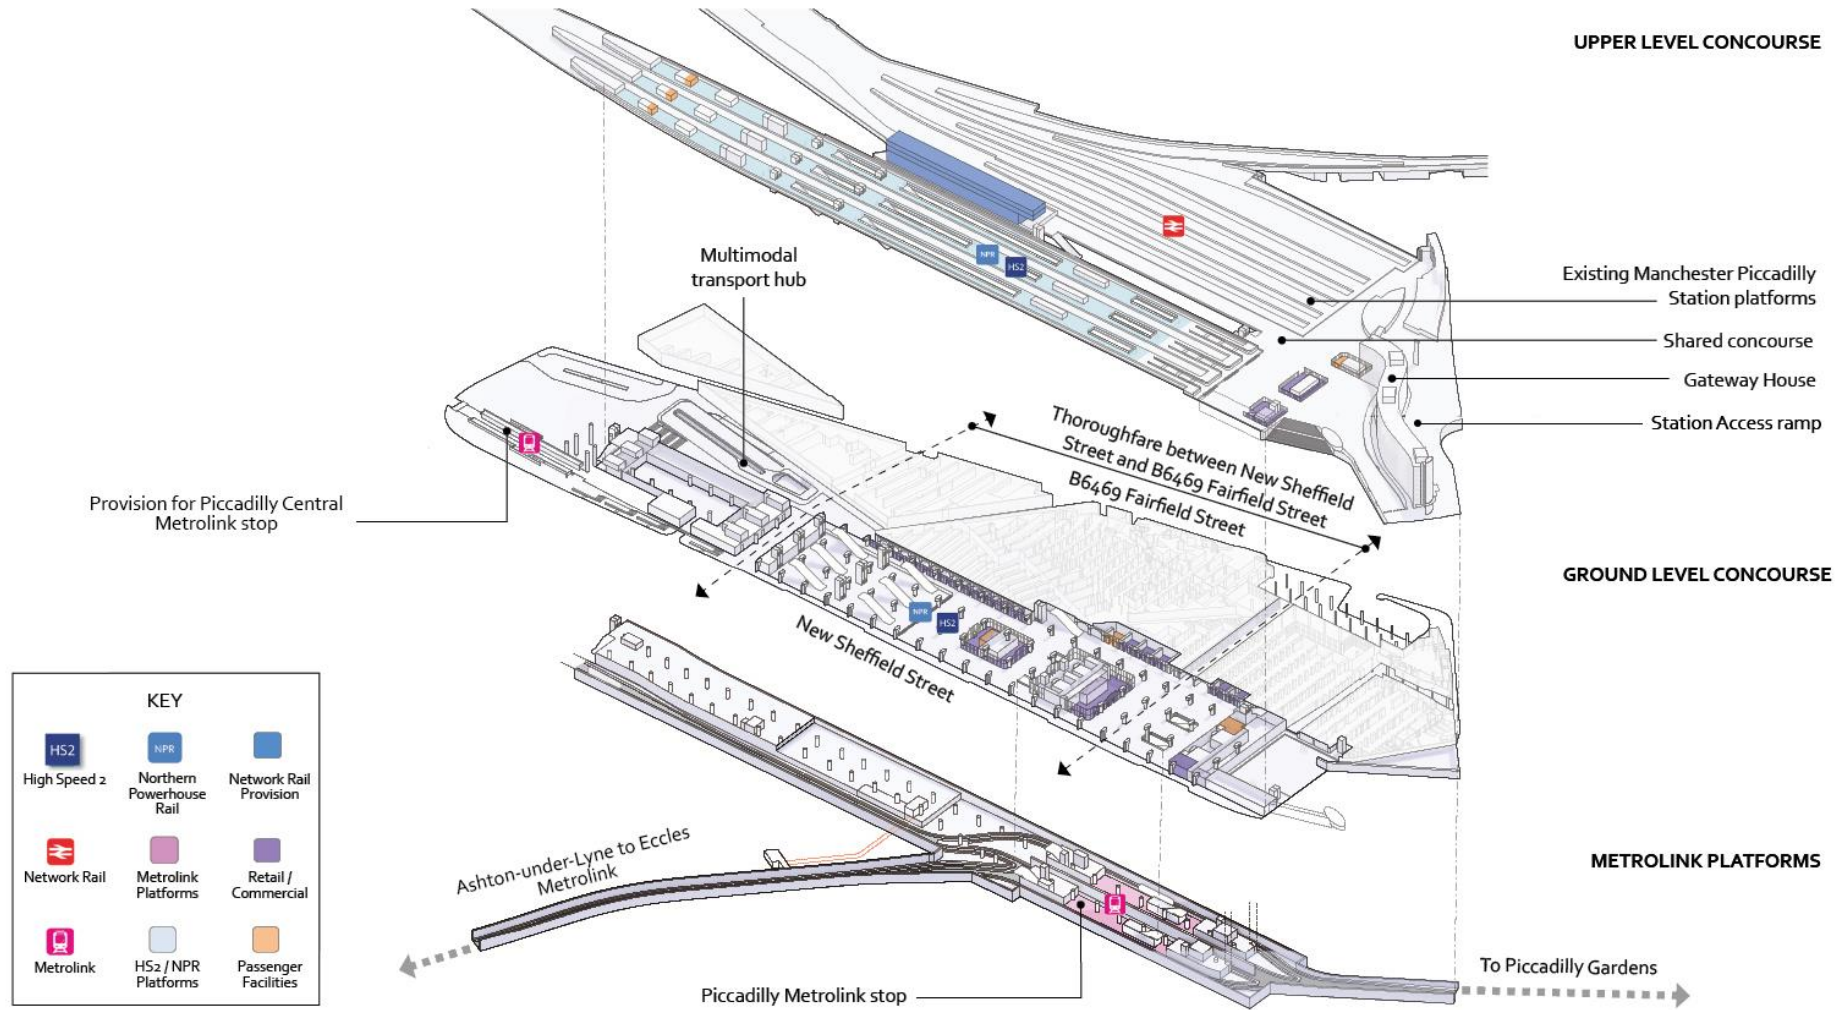 UPPER LEVEL CONCOURSE
NPR
HS2
Multimodal
transport hub
Existing Manchester Piccadilly
Station platforms
Shared concourse
Gateway House
Station Access ramp
Thoroughfare between New Sheffield
Street and B6469 Fairfield Street
B6469 Fairfield Street
Provision for Piccadilly Central
Metrolink stop
GROUND LEVEL CONCOURSE
NPR
HS2
New Sheffield Street
METROLINK PLATFORMS
Ashton-under-Lyne to Eccles
Metrolink
To Piccadilly Gardens
Piccadilly Metrolink stop
KEY
HS2
High Speed 2
NPR
Northern
Powerhouse
Rail
Network Rail
Provision
Network Rail
Metrolink
Platforms
Retail /
Commercial
Metrolink
HS2 / NPR
Platforms
Passenger
Facilities